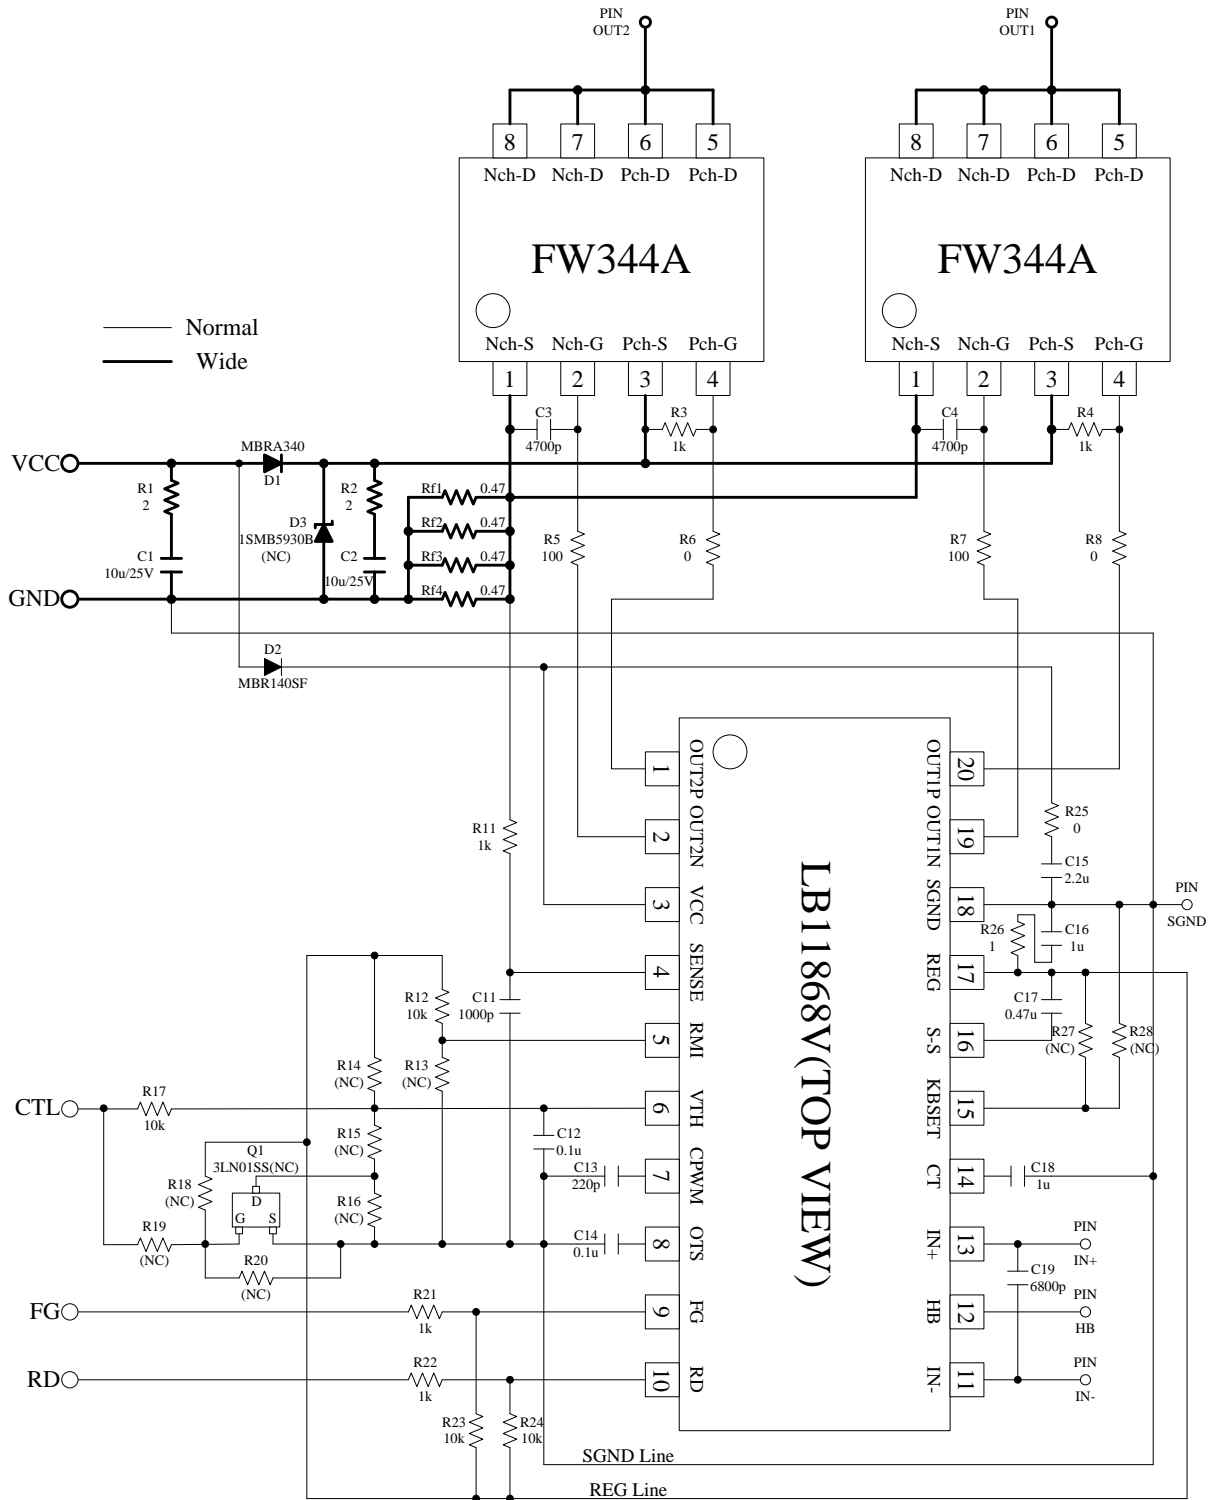 PIN
OUT2
PIN
OUT1
8 7 6 5
Nch-D Nch-D Pch-D Pch-D
8 7 6 5
Nch-D Nch-D Pch-D Pch-D
FW344A
FW344A
Normal
Wide
Nch-S Nch-G Pch-S Pch-G
1 2 3 4
Nch-S Nch-G Pch-S Pch-G
1 2 3 4
C3
4700p
R3
1k
C4
4700p
R4
1k
VCC
MBRA340
D1
R1
2
R2
2
D3
1SMB5930B
(NC)
C1
10u/25V
C2
10u/25V
Rf1 0.47
Rf2 0.47
Rf3 0.47
Rf4 0.47
R5
100
R6
0
R7
100
R8
0
GND
D2
MBR140SF
LB11868V(TOP VIEW)
1 OUT2P
2 OUT2N
3 VCC
4 SENSE
5 RMI
6 VTH
7 CPWM
8 OTS
9 FG
10 RD
20 OUT1P
19 OUT1N
18 SGND
17 REG
16 S-S
15 KBSET
14 CT
13 IN+
12 HB
11 IN-
R11
1k
R25
0
C15
2.2u
PIN
SGND
R26
1
C16
1u
R12
10k
C11
1000p
C17
0.47u
R27
(NC)
R28
(NC)
R14
(NC)
R13
(NC)
CTL
R17
10k
C12
0.1u
R15
(NC)
Q1
3LN01SS(NC)
D
G S
R18
(NC)
R16
(NC)
C13
220p
C18
1u
R19
(NC)
R20
(NC)
C14
0.1u
PIN
IN+
C19
6800p
FG
R21
1k
PIN
HB
RD
R22
1k
PIN
IN-
R23
10k
R24
10k
SGND Line
REG Line